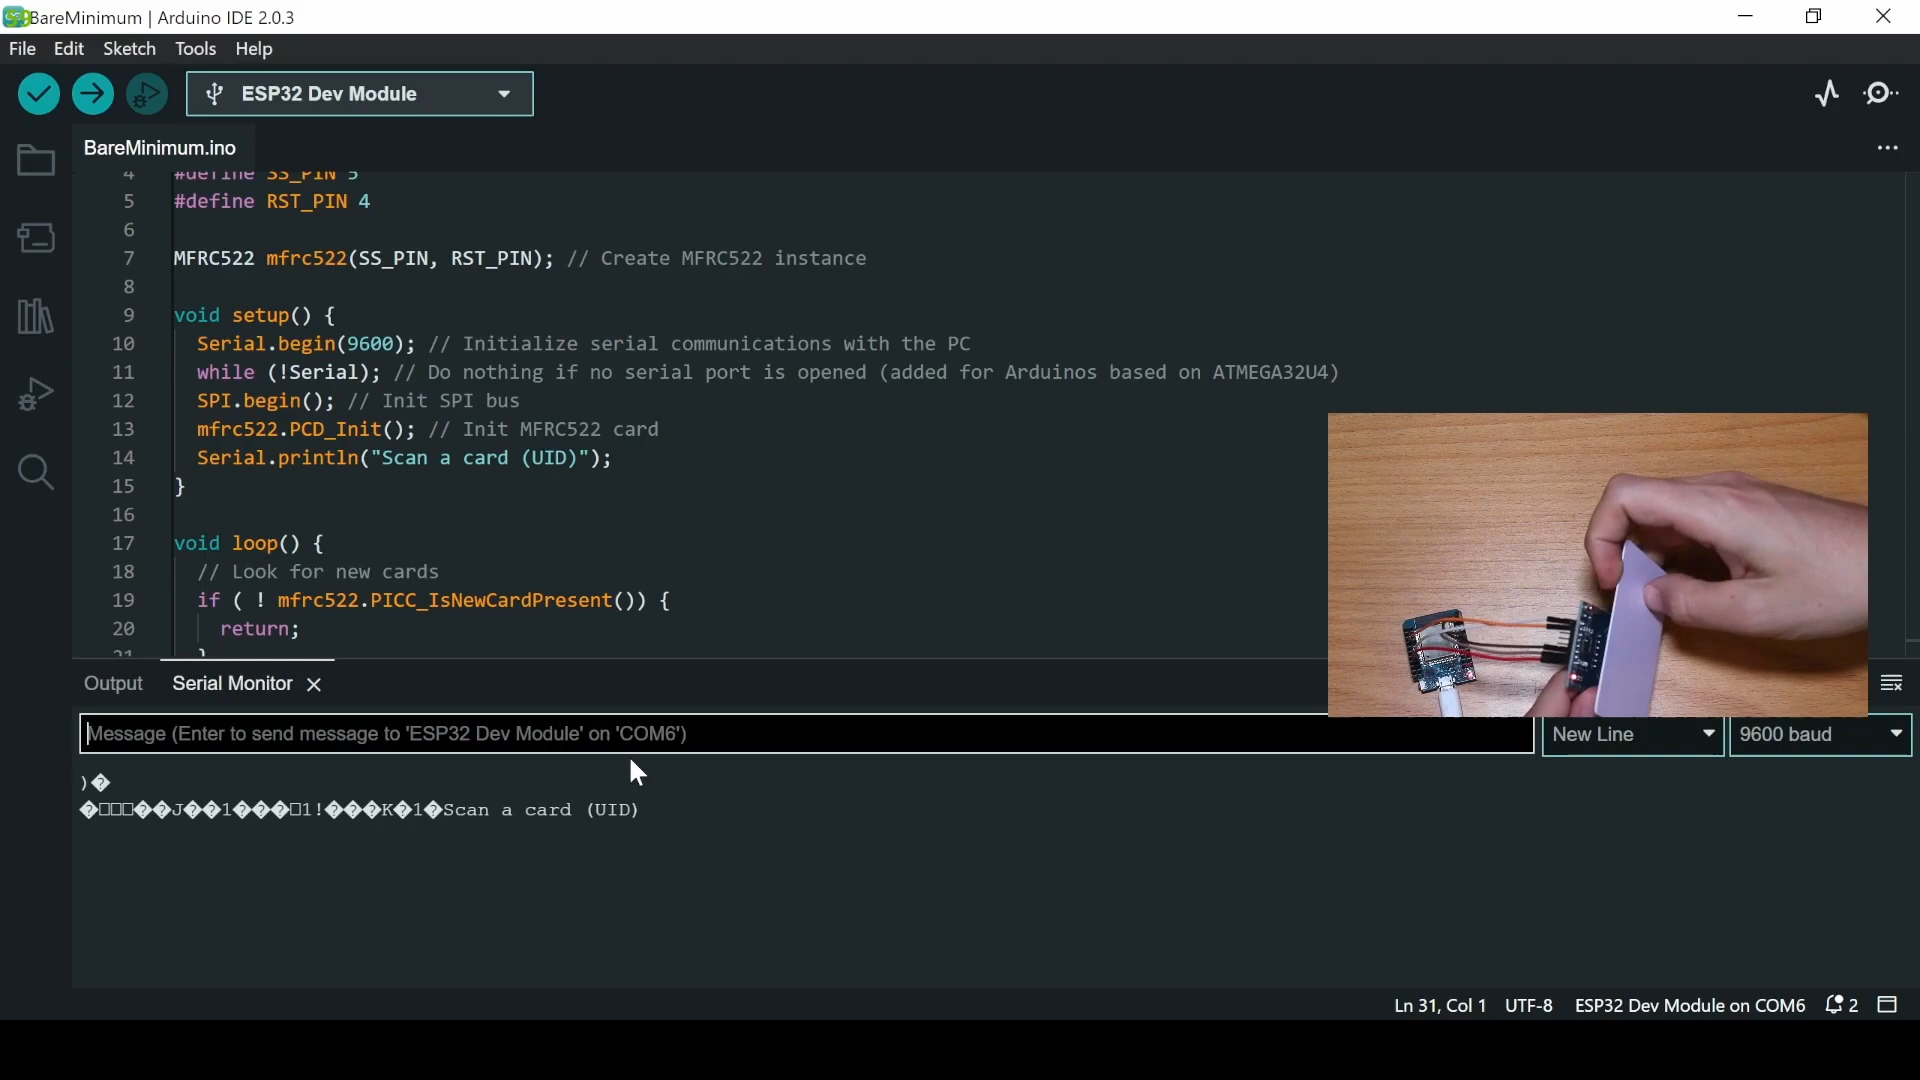 BareMinimum | Arduino IDE 2.0.3
File Edit Sketch Tools Help
ESP32 Dev Module
BareMinimum.ino
4 #define SS_PIN 5
5 #define RST_PIN 4
6
7 MFRC522 mfrc522(SS_PIN, RST_PIN); // Create MFRC522 instance
8
9 void setup() {
10 Serial.begin(9600); // Initialize serial communications with the PC
11 while (!Serial); // Do nothing if no serial port is opened (added for Arduinos based on ATMEGA32U4)
12 SPI.begin(); // Init SPI bus
13 mfrc522.PCD_Init(); // Init MFRC522 card
14 Serial.println("Scan a card (UID)");
15 }
16
17 void loop() {
18 // Look for new cards
19 if ( ! mfrc522.PICC_IsNewCardPresent()) {
20 return;
21 }
Output Serial Monitor
Message (Enter to send message to 'ESP32 Dev Module' on 'COM6')
New Line 9600 baud
)�
�□□□��J��1���□1!���K�1�Scan a card (UID)
Ln 31, Col 1 UTF-8 ESP32 Dev Module on COM6 2